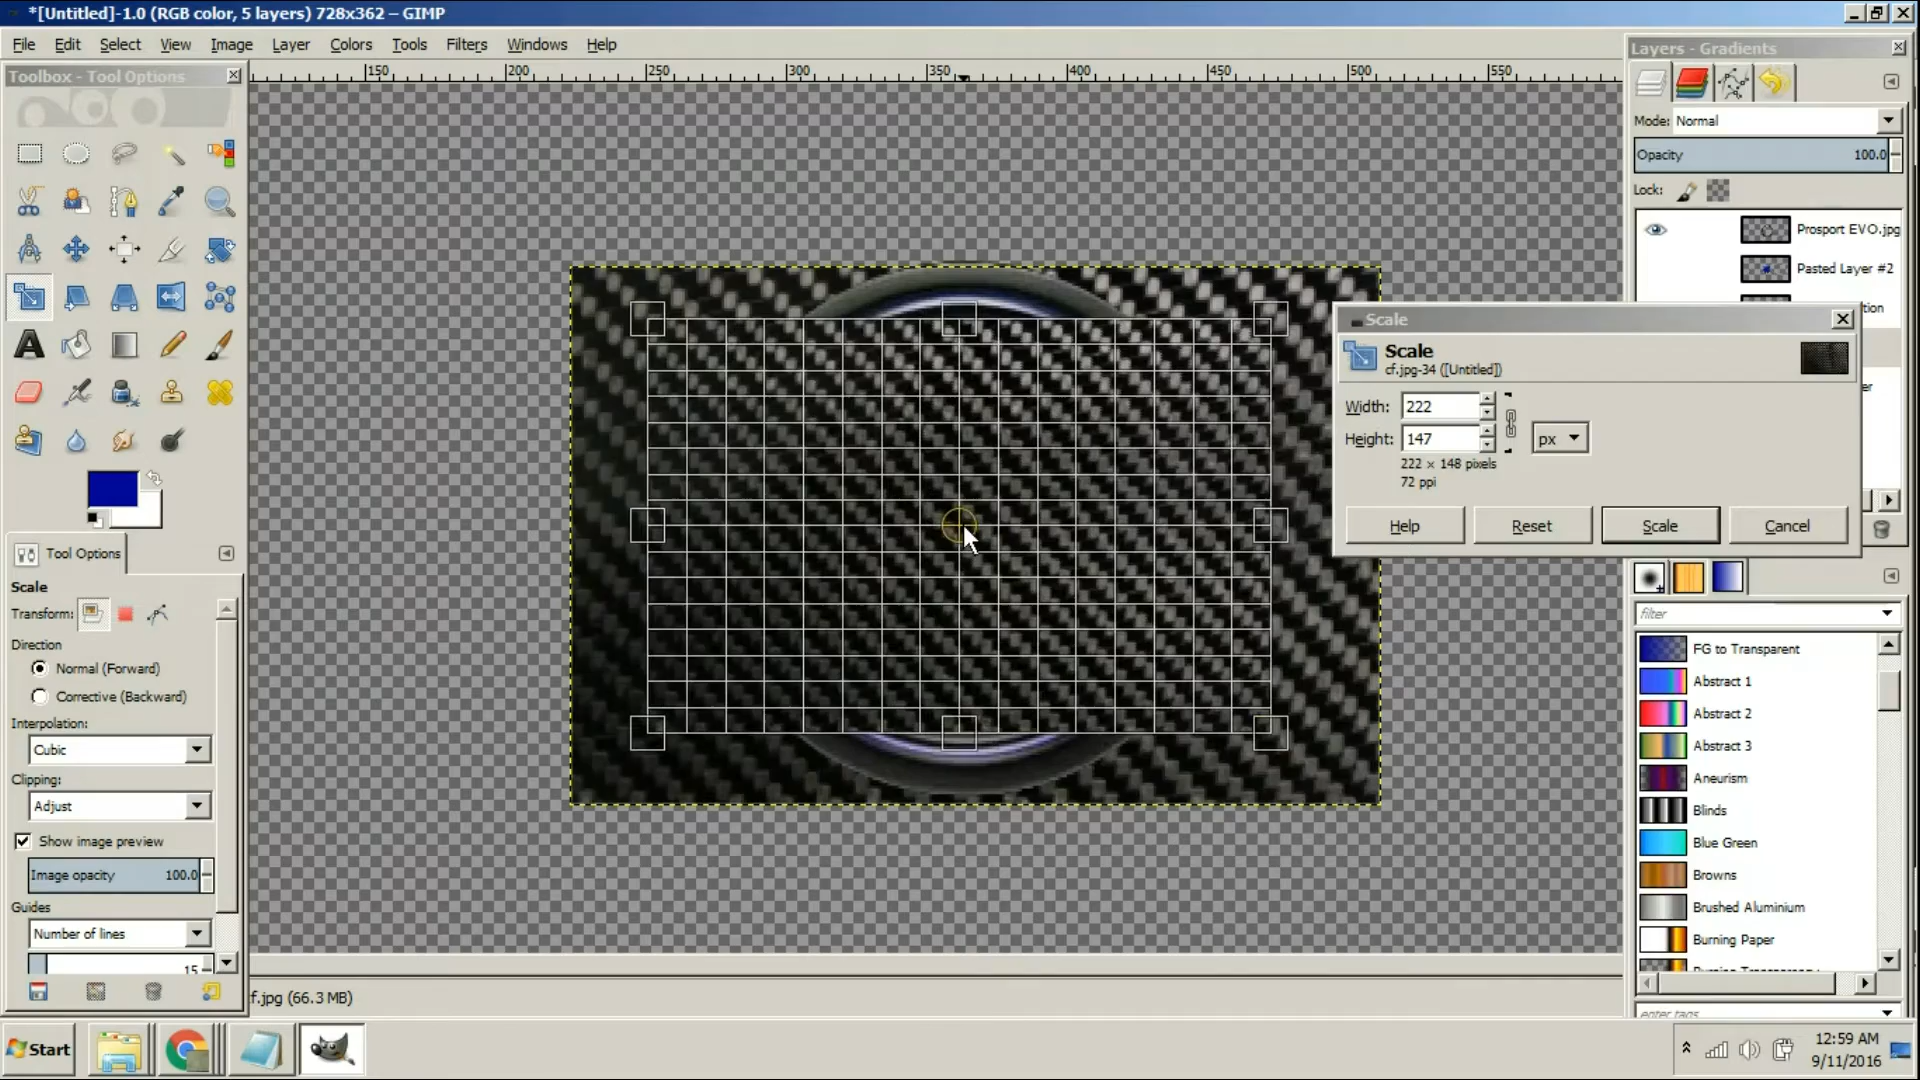 *[Untitled]-1.0 (RGB color, 5 layers) 728x362 – GIMP
File Edit Select View Image Layer Colors Tools Filters Windows Help
Toolbox - Tool Options
150 200 250 300 350 400 450 500 550
Layers - Gradients
Mode: Normal
Opacity 100.0
Lock:
Prosport EVO.jpg
Pasted Layer #2
Scale
Scale
cf.jpg-34 ([Untitled])
Width: 222
Height: 147
px
222 × 148 pixels
72 ppi
Help Reset Scale Cancel
Tool Options
Scale
Transform:
Direction
Normal (Forward)
Corrective (Backward)
Interpolation:
Cubic
Clipping:
Adjust
Show image preview
Image opacity 100.0
Guides
Number of lines
15
filter
FG to Transparent
Abstract 1
Abstract 2
Abstract 3
Aneurism
Blinds
Blue Green
Browns
Brushed Aluminium
Burning Paper
Burning Transparency
enter tags
f.jpg (66.3 MB)
Start
12:59 AM
9/11/2016